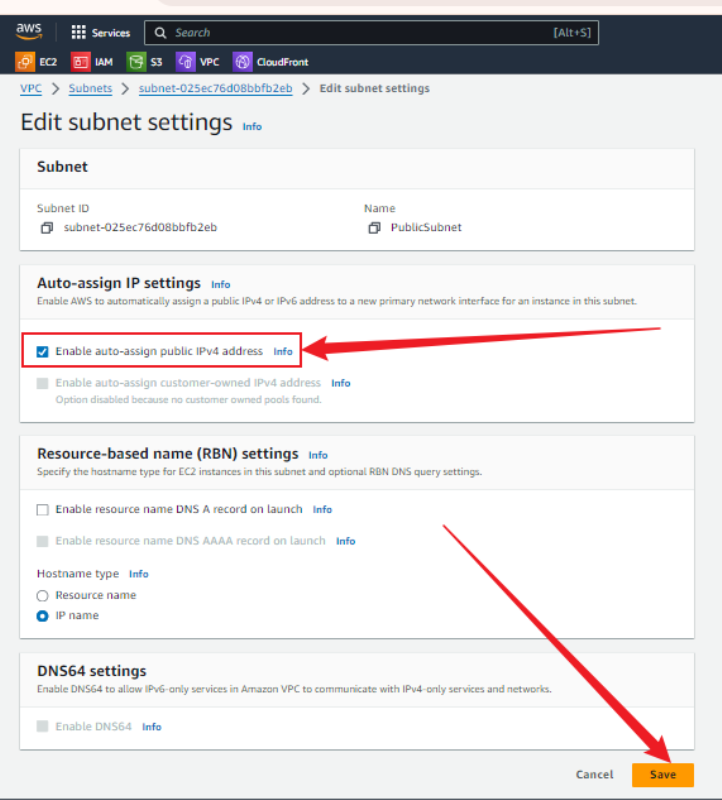 aws
Services
Search
[Alt+S]
EC2 IAM S3 VPC CloudFront
VPC > Subnets > subnet-025ec76d08bbfb2eb > Edit subnet settings
Edit subnet settings Info
Subnet
Subnet ID
subnet-025ec76d08bbfb2eb
Name
PublicSubnet
Auto-assign IP settings Info
Enable AWS to automatically assign a public IPv4 or IPv6 address to a new primary network interface for an instance in this subnet.
Enable auto-assign public IPv4 address Info
Enable auto-assign customer-owned IPv4 address Info
Option disabled because no customer owned pools found.
Resource-based name (RBN) settings Info
Specify the hostname type for EC2 instances in this subnet and optional RBN DNS query settings.
Enable resource name DNS A record on launch Info
Enable resource name DNS AAAA record on launch Info
Hostname type Info
Resource name
IP name
DNS64 settings
Enable DNS64 to allow IPv6-only services in Amazon VPC to communicate with IPv4-only services and networks.
Enable DNS64 Info
Cancel Save